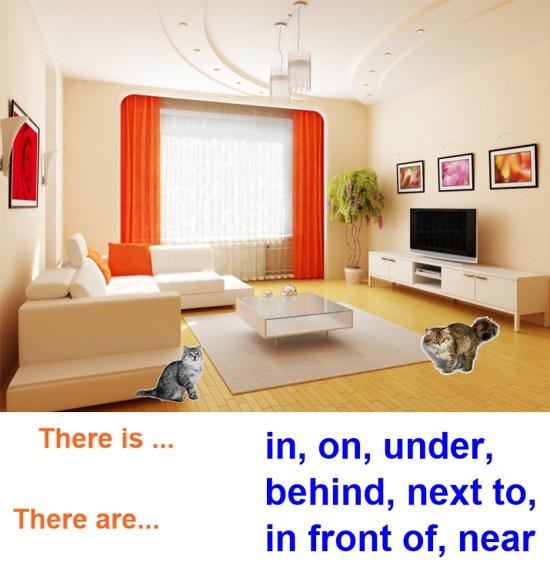 There is ...
There are...
in, on, under,
behind, next to,
in front of, near